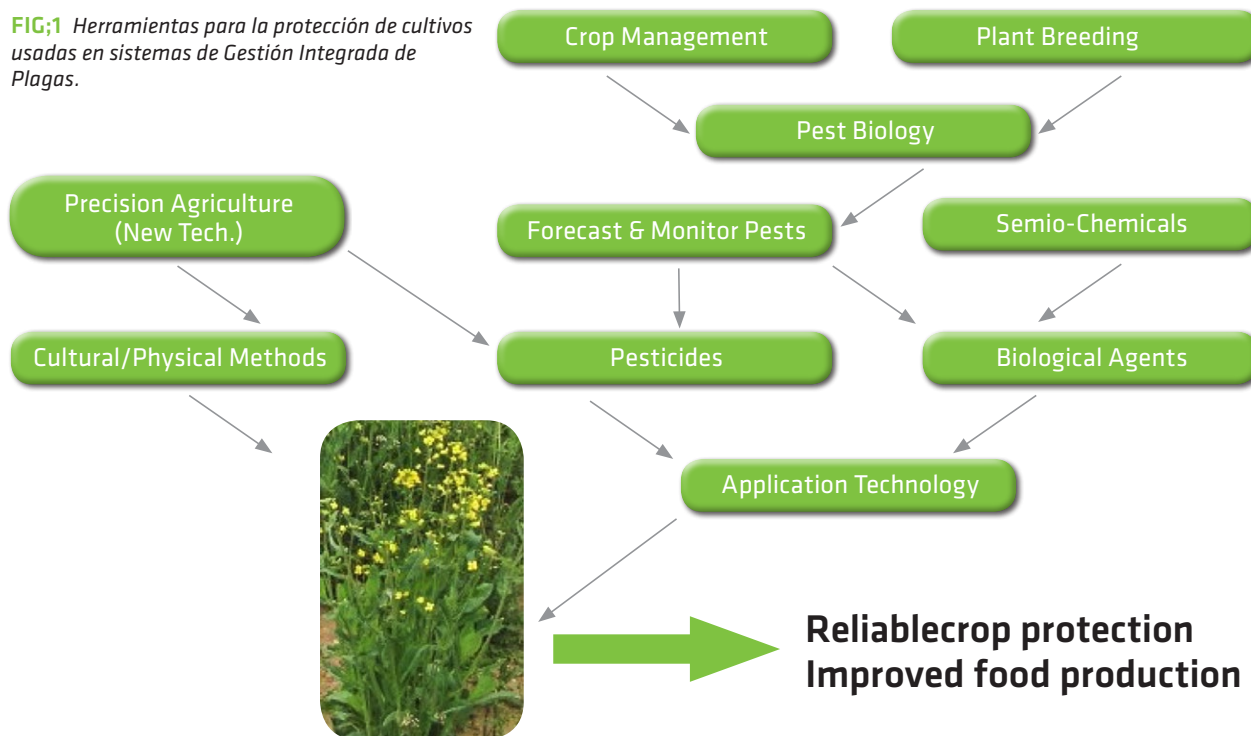 FIG;1 Herramientas para la protección de cultivos
usadas en sistemas de Gestión Integrada de
Plagas.
Crop Management
Plant Breeding
Pest Biology
Precision Agriculture
(New Tech.)
Forecast & Monitor Pests
Semio-Chemicals
Cultural/Physical Methods
Pesticides
Biological Agents
Application Technology
Reliablecrop protection
Improved food production